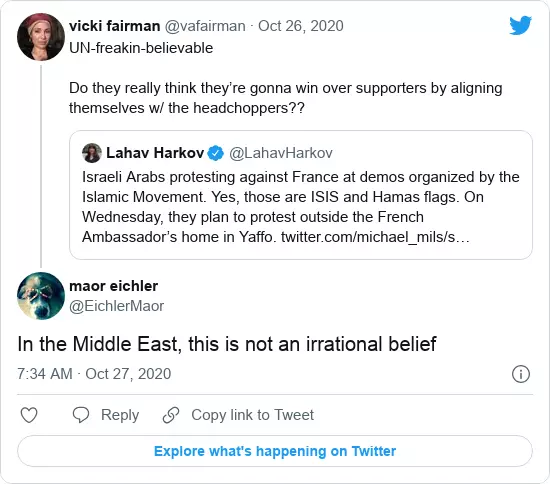 vicki fairman @vafairman · Oct 26, 2020
UN-freakin-believable
Do they really think they’re gonna win over supporters by aligning
themselves w/ the headchoppers??
Lahav Harkov @LahavHarkov
Israeli Arabs protesting against France at demos organized by the
Islamic Movement. Yes, those are ISIS and Hamas flags. On
Wednesday, they plan to protest outside the French
Ambassador’s home in Yaffo. twitter.com/michael_mils/s…
maor eichler
@EichlerMaor
In the Middle East, this is not an irrational belief
7:34 AM · Oct 27, 2020
Reply
Copy link to Tweet
Explore what's happening on Twitter